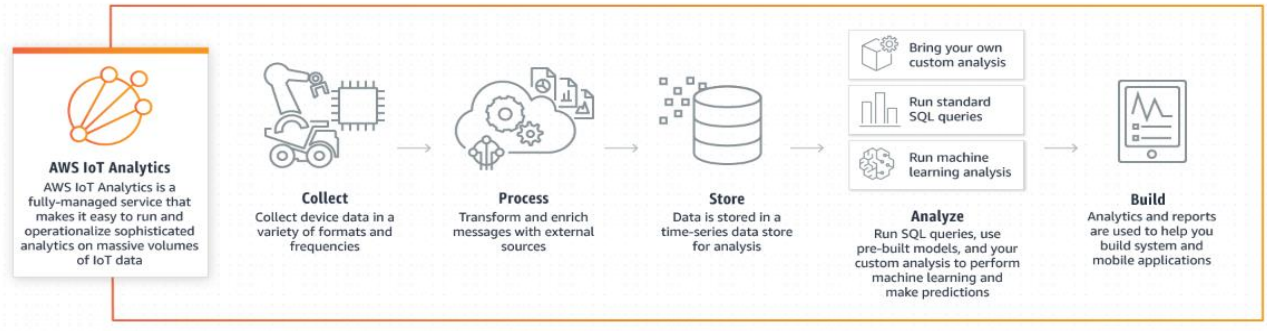 AWS IoT Analytics
AWS IoT Analytics is a
fully-managed service that
makes it easy to run and
operationalize sophisticated
analytics on massive volumes
of IoT data
Collect
Collect device data in a
variety of formats and
frequencies
Process
Transform and enrich
messages with external
sources
Store
Data is stored in a
time-series data store
for analysis
Bring your own
custom analysis
Run standard
SQL queries
Run machine
learning analysis
Analyze
Run SQL queries, use
pre-built models, and your
custom analysis to perform
machine learning and
make predictions
Build
Analytics and reports
are used to help you
build system and
mobile applications